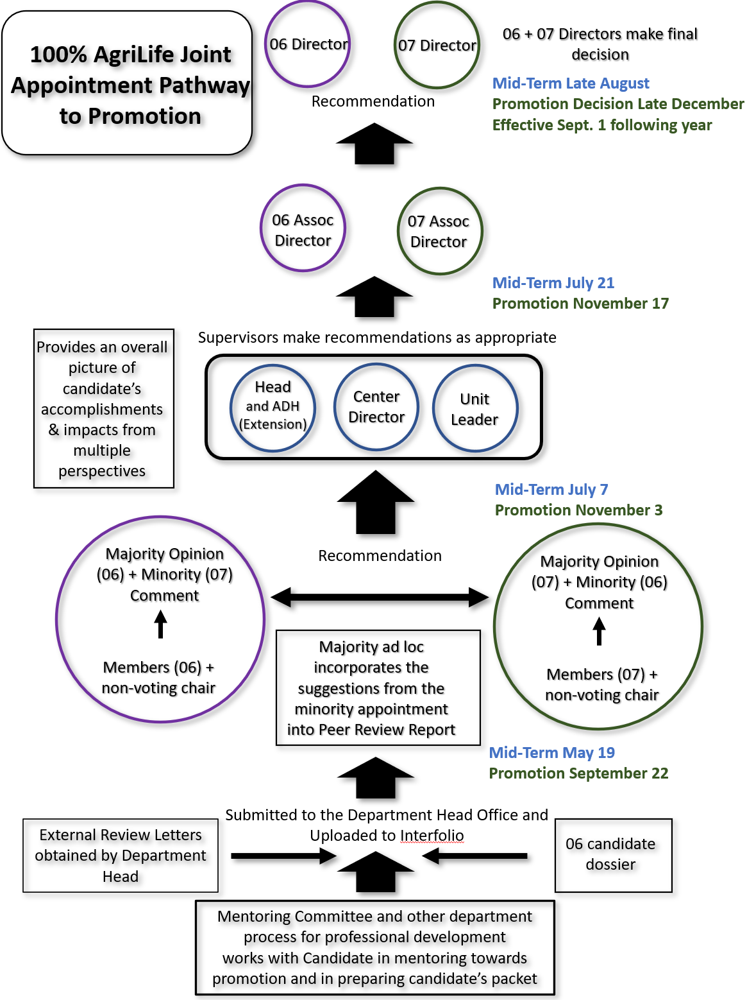 100% AgriLife Joint
Appointment Pathway
to Promotion
06 Director
07 Director
06 + 07 Directors make final
decision
Mid-Term Late August
Promotion Decision Late December
Effective Sept. 1 following year
Recommendation
06 Assoc
Director
07 Assoc
Director
Mid-Term July 21
Promotion November 17
Supervisors make recommendations as appropriate
Provides an overall
picture of
candidate's
accomplishments
& impacts from
multiple
perspectives
Head
and ADH
(Extension)
Center
Director
Unit
Leader
Mid-Term July 7
Promotion November 3
Majority Opinion
(06) + Minority (07)
Comment
Members (06) +
non-voting chair
Recommendation
Majority Opinion
(07) + Minority (06)
Comment
Members (07) +
non-voting chair
Majority ad loc
incorporates the
suggestions from the
minority appointment
into Peer Review Report
Mid-Term May 19
Promotion September 22
Submitted to the Department Head Office and
Uploaded to Interfolio
External Review Letters
obtained by Department
Head
06 candidate
dossier
Mentoring Committee and other department
process for professional development
works with Candidate in mentoring towards
promotion and in preparing candidate's packet